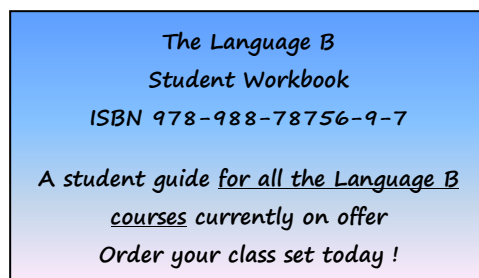 The Language B
Student Workbook
ISBN 978-988-78756-9-7
A student guide for all the Language B
courses currently on offer
Order your class set today !